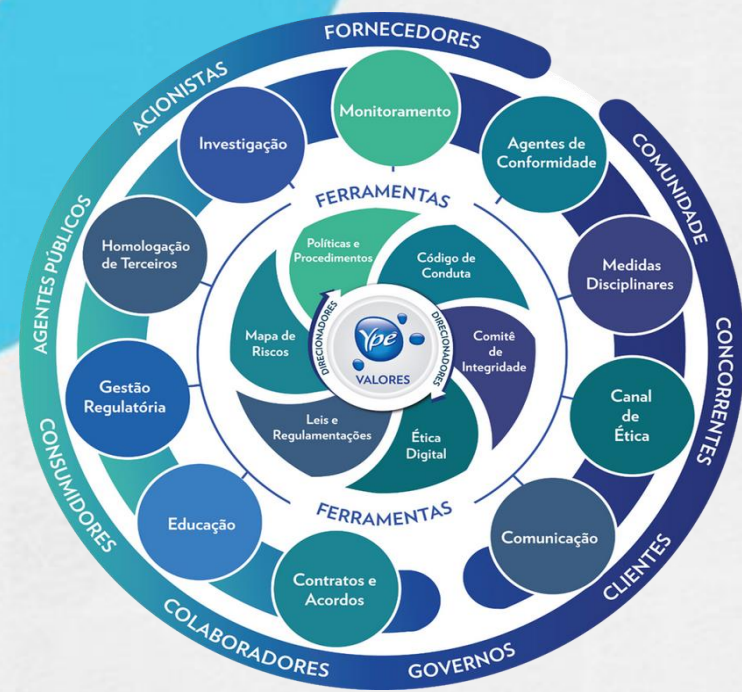 FORNECEDORES
ACIONISTAS
AGENTES PÚBLICOS
CONSUMIDORES
COLABORADORES
GOVERNOS
CLIENTES
CONCORRENTES
COMUNIDADE
Monitoramento
Agentes de
Conformidade
Medidas
Disciplinares
Canal
de
Ética
Comunicação
Contratos e
Acordos
Educação
Gestão
Regulatória
Homologação
de Terceiros
Investigação
FERRAMENTAS
Políticas e
Procedimentos
Código de
Conduta
Comitê
de
Integridade
Ética
Digital
Leis e
Regulamentações
Mapa de
Riscos
DIRECIONADORES
DIRECIONADORES
Ypê
VALORES
FERRAMENTAS